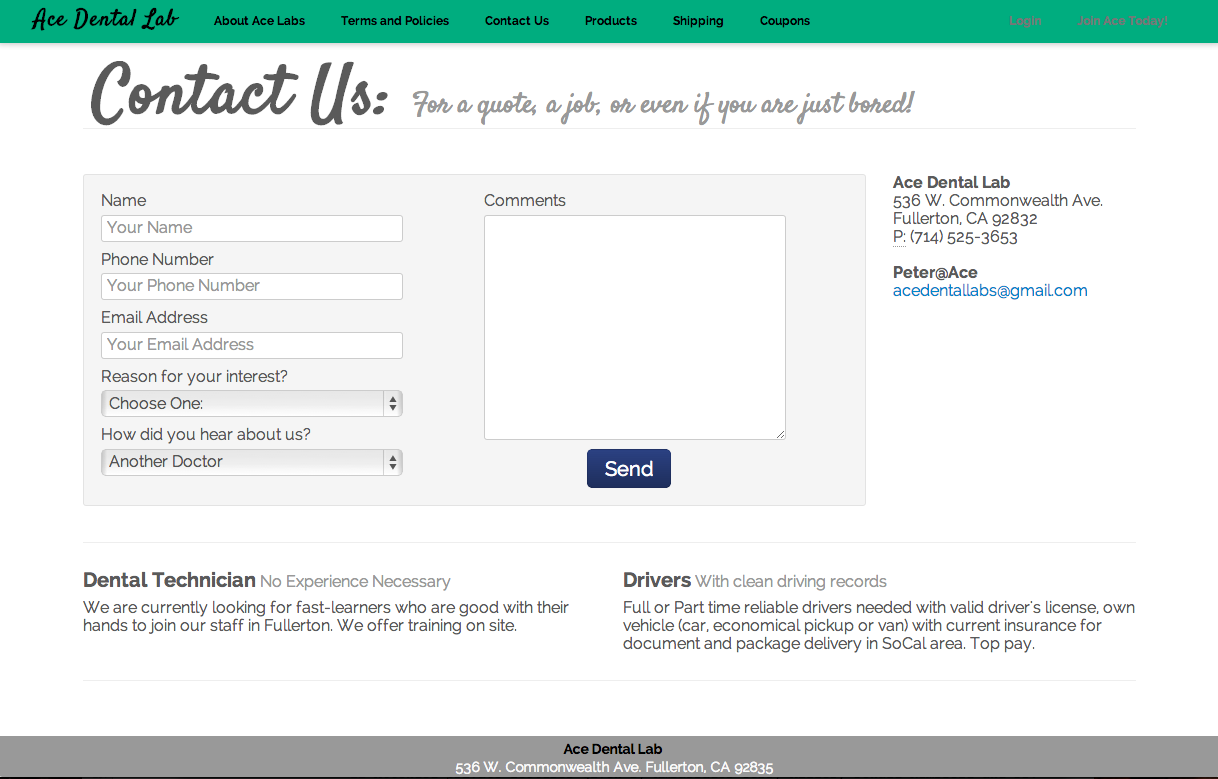 Ace Dental Lab
About Ace Labs
Terms and Policies
Contact Us
Products
Shipping
Coupons
Login
Join Ace Today!
Contact Us: For a quote, a job, or even if you are just bored!
Name
Your Name
Phone Number
Your Phone Number
Email Address
Your Email Address
Reason for your interest?
Choose One:
How did you hear about us?
Another Doctor
Comments
Send
Ace Dental Lab
536 W. Commonwealth Ave.
Fullerton, CA 92832
P: (714) 525-3653
Peter@Ace
acedentallabs@gmail.com
Dental Technician No Experience Necessary
We are currently looking for fast-learners who are good with their
hands to join our staff in Fullerton. We offer training on site.
Drivers With clean driving records
Full or Part time reliable drivers needed with valid driver's license, own
vehicle (car, economical pickup or van) with current insurance for
document and package delivery in SoCal area. Top pay.
Ace Dental Lab
536 W. Commonwealth Ave. Fullerton, CA 92835